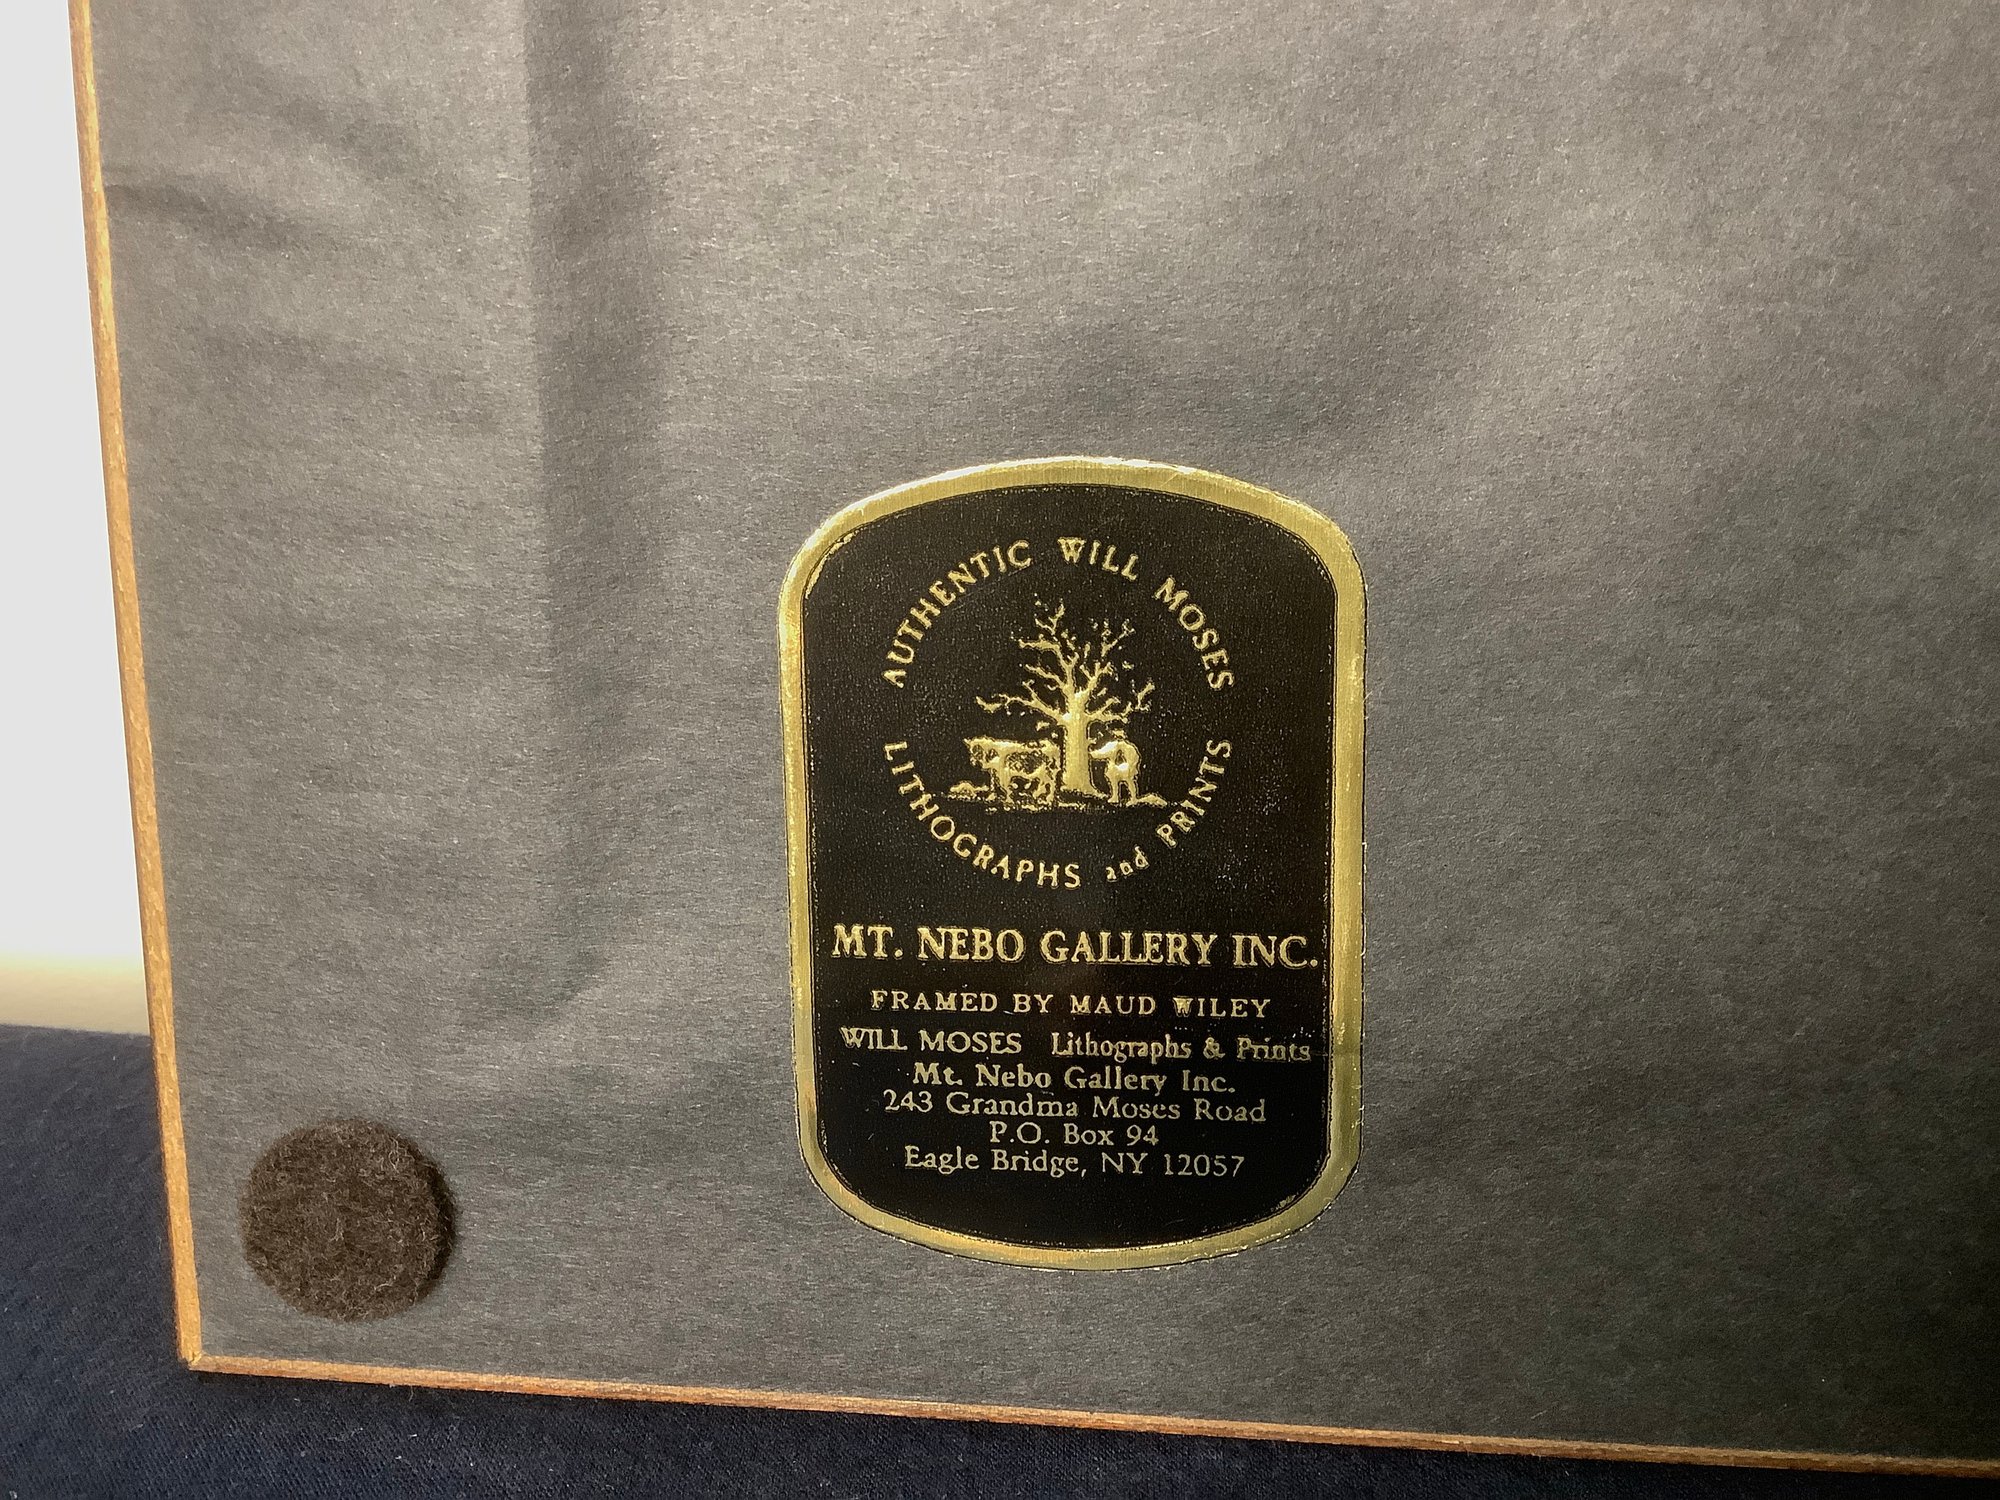 AUTHENTIC WILL MOSES
LITHOGRAPHS and PRINTS
MT. NEBO GALLERY INC.
FRAMED BY MAUD WILEY
WILL MOSES Lithographs & Prints
Mt. Nebo Gallery Inc.
243 Grandma Moses Road
P.O. Box 94
Eagle Bridge, NY 12057